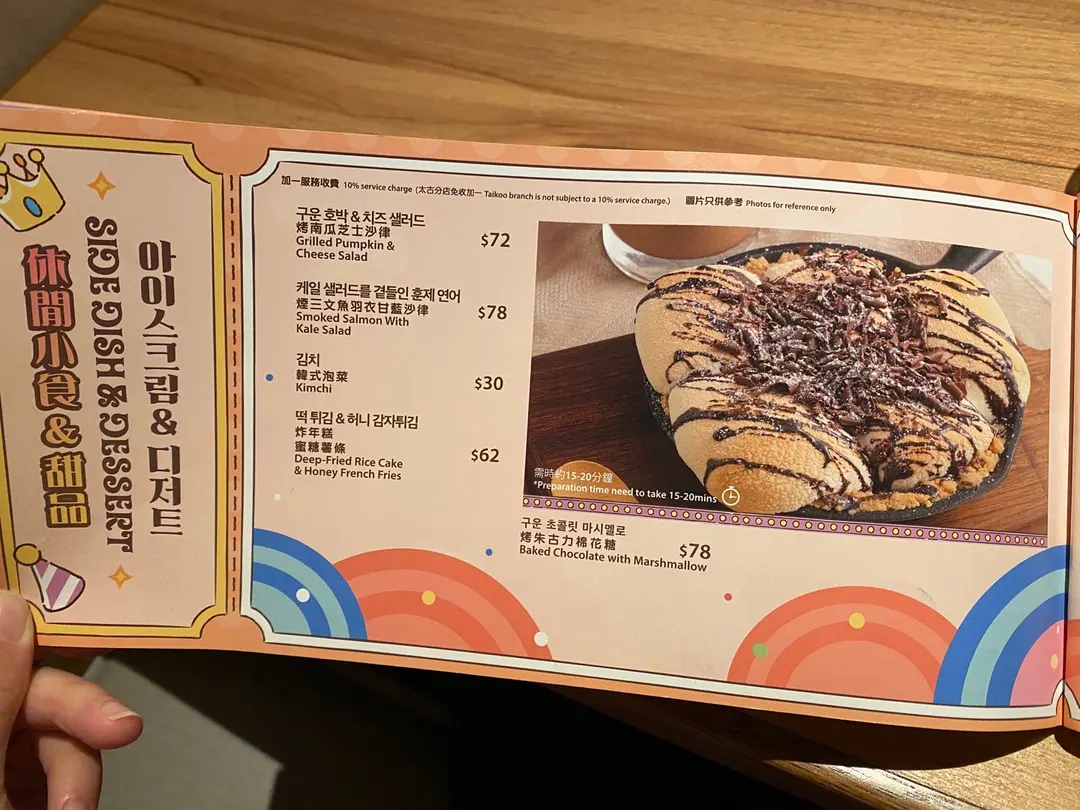 아이스크림 & 디저트
SIDE DISH & DESSERT
休閒小食 & 甜品
加一服務收費 10% service charge (太古分店免收加一 Taikoo branch is not subject to a 10% service charge.) 圖片只供參考 Photos for reference only
구운 호박 & 치즈 샐러드
烤南瓜芝士沙律
Grilled Pumpkin &
Cheese Salad
$72
케일 샐러드를 곁들인 훈제 연어
煙三文魚羽衣甘藍沙律
Smoked Salmon With
Kale Salad
$78
김치
韓式泡菜
Kimchi
$30
떡 튀김 & 허니 감자튀김
炸年糕
蜜糖薯條
Deep-Fried Rice Cake
& Honey French Fries
$62
需時約15-20分鐘
*Preparation time need to take 15-20mins
구운 초콜릿 마시멜로
烤朱古力棉花糖
Baked Chocolate with Marshmallow
$78